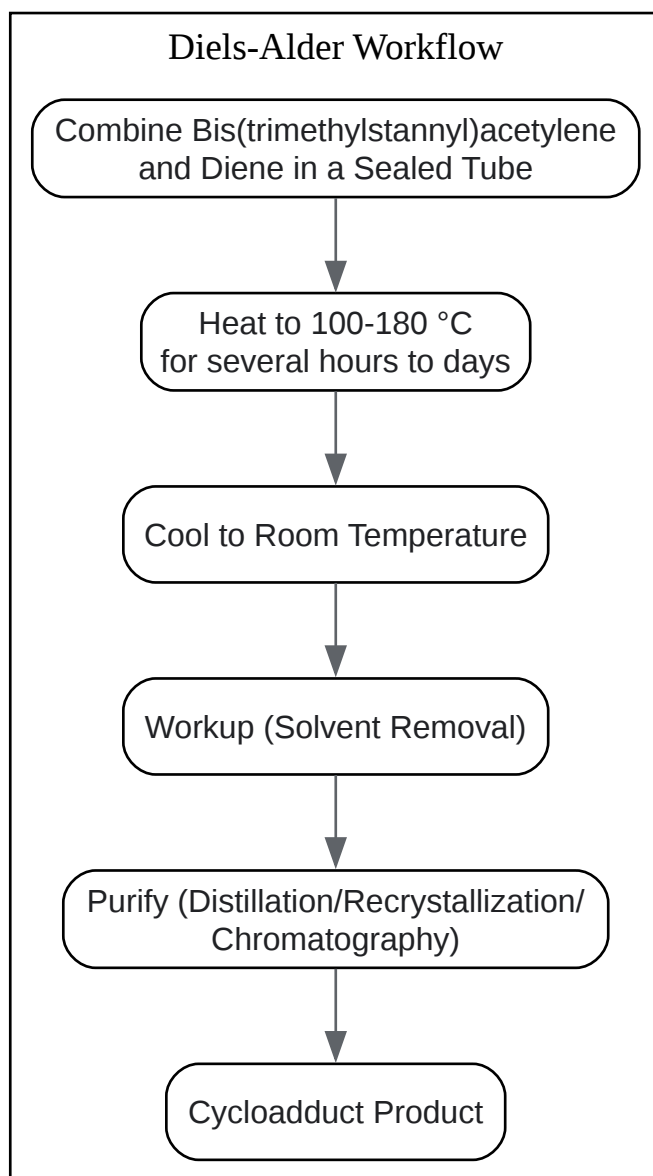 Diels-Alder Workflow
Combine Bis(trimethylstannyl)acetylene
and Diene in a Sealed Tube
Heat to 100-180 °C
for several hours to days
Cool to Room Temperature
Workup (Solvent Removal)
Purify (Distillation/Recrystallization/
Chromatography)
Cycloadduct Product